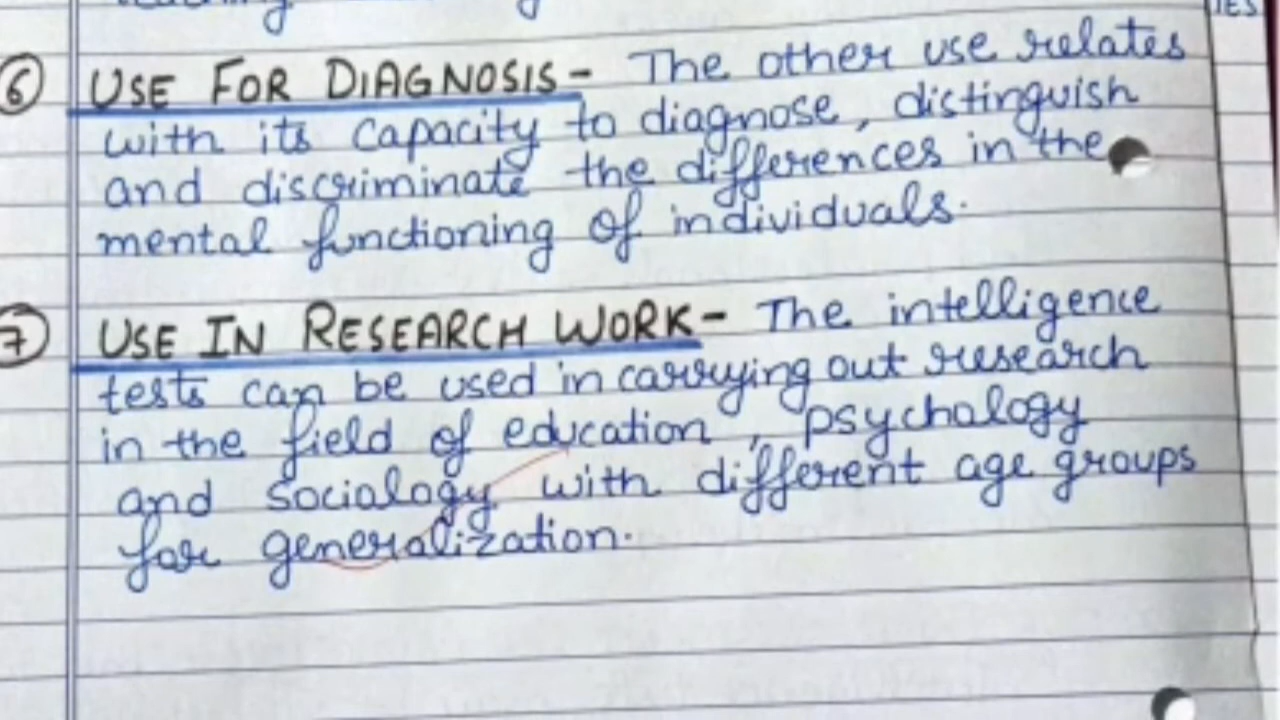 ⑥ USE FOR DIAGNOSIS - The other use relates
with its capacity to diagnose, distinguish
and discriminate the differences in the
mental functioning of individuals.
⑦ USE IN RESEARCH WORK - The intelligence
tests can be used in carrying out research
in the field of education, psychology
and sociology with different age groups
for generalization.